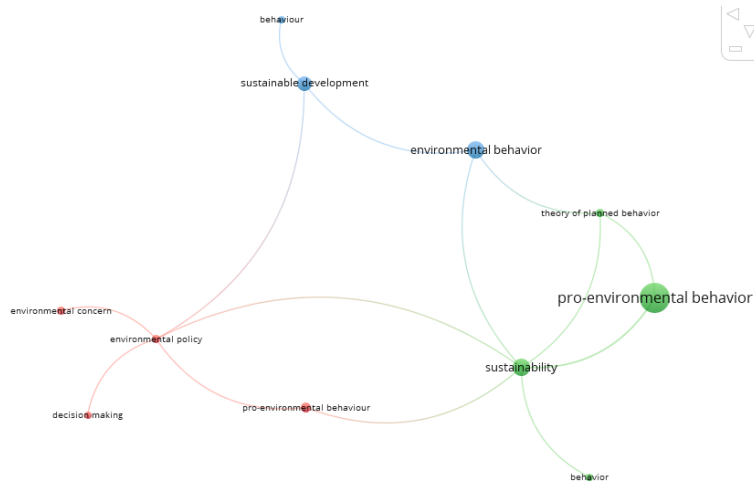 behaviour
sustainable development
environmental behavior
theory of planned behavior
pro-environmental behavior
environmental concern
environmental policy
sustainability
decision making
pro-environmental behaviour
behavior